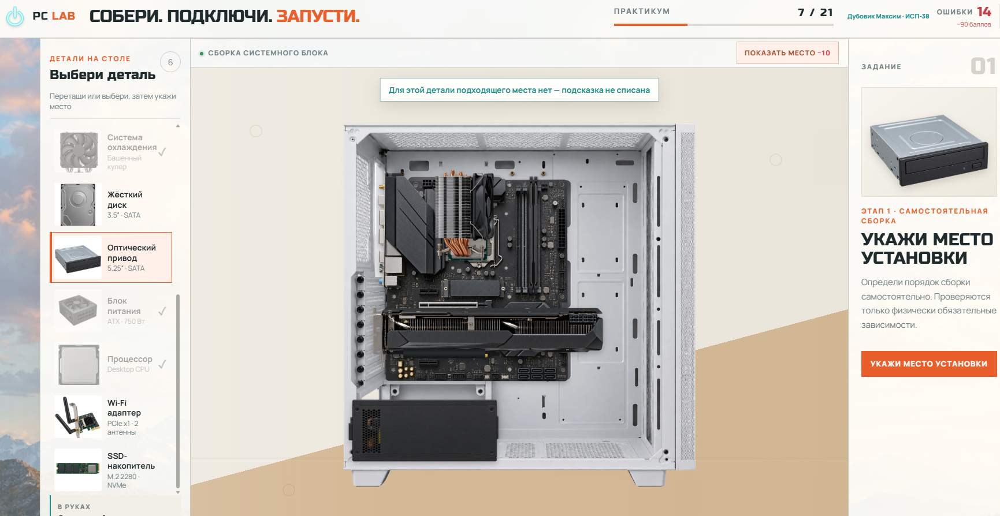 PC LAB
СОБЕРИ. ПОДКЛЮЧИ. ЗАПУСТИ.
ПРАКТИКУМ
7 / 21
Дубовик Максим · ИСП-38
ОШИБКИ 14
−90 баллов
ДЕТАЛИ НА СТОЛЕ
6
Выбери деталь
Перетащи или выбери, затем укажи
место
Система
охлаждения
Башенный
кулер
Жёсткий
диск
3.5″ · SATA
Оптический
привод
5.25″ · SATA
Блок
питания
ATX · 750 Вт
Процессор
Desktop CPU
Wi-Fi
адаптер
PCIe x1 · 2
антенны
SSD-
накопитель
M.2 2280 ·
NVMe
В РУКАХ
СБОРКА СИСТЕМНОГО БЛОКА
ПОКАЗАТЬ МЕСТО −10
Для этой детали подходящего места нет — подсказка не списана
ЗАДАНИЕ
01
ЭТАП 1 · САМОСТОЯТЕЛЬНАЯ
СБОРКА
УКАЖИ МЕСТО
УСТАНОВКИ
Определи порядок сборки
самостоятельно. Проверяются
только физически обязательные
зависимости.
УКАЖИ МЕСТО УСТАНОВКИ